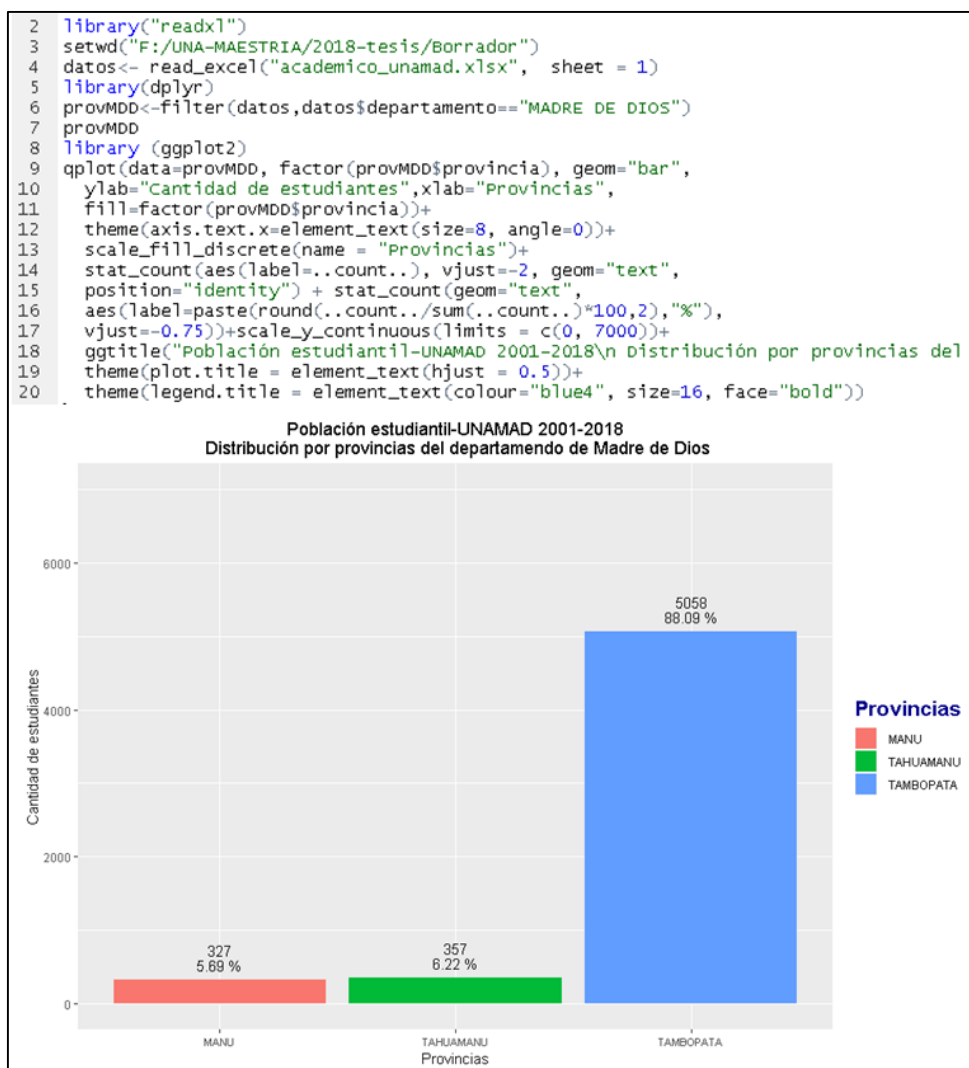 2 library("readxl")
3 setwd("F:/UNA-MAESTRIA/2018-tesis/Borrador")
4 datos<- read_excel("academico_unamad.xlsx",  sheet = 1)
5 library(dplyr)
6 provMDD<-filter(datos,datos$departamento=="MADRE DE DIOS")
7 provMDD
8 library (ggplot2)
9 qplot(data=provMDD, factor(provMDD$provincia), geom="bar",
10   ylab="Cantidad de estudiantes",xlab="Provincias",
11   fill=factor(provMDD$provincia))+
12   theme(axis.text.x=element_text(size=8, angle=0))+
13   scale_fill_discrete(name = "Provincias")+
14   stat_count(aes(label=..count..), vjust=-2, geom="text",
15   position="identity") + stat_count(geom="text",
16   aes(label=paste(round(..count../sum(..count..)*100,2),"%"),
17   vjust=-0.75))+scale_y_continuous(limits = c(0, 7000))+
18   ggtitle("Población estudiantil-UNAMAD 2001-2018\n Distribución por provincias del
19   theme(plot.title = element_text(hjust = 0.5))+
20   theme(legend.title = element_text(colour="blue4", size=16, face="bold"))
Población estudiantil-UNAMAD 2001-2018
Distribución por provincias del departamendo de Madre de Dios
Cantidad de estudiantes
6000
4000
2000
0
327
5.69 %
357
6.22 %
5058
88.09 %
MANU
TAHUAMANU
TAMBOPATA
Provincias
Provincias
MANU
TAHUAMANU
TAMBOPATA